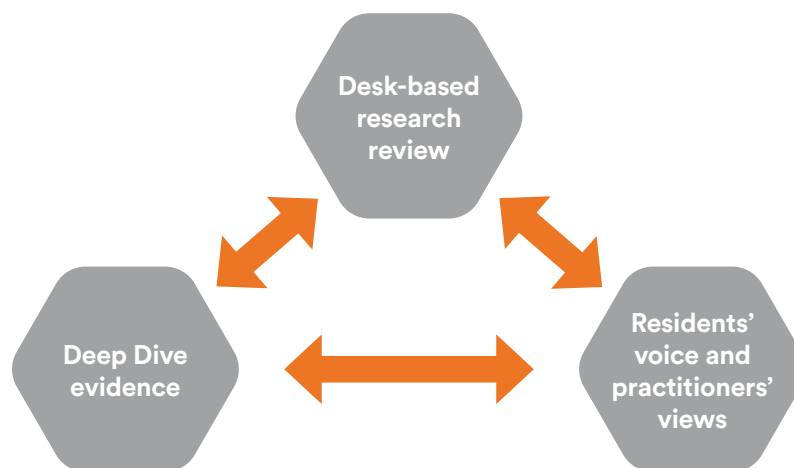 Desk-based
research
review
Deep Dive
evidence
Residents’
voice and
practitioners’
views